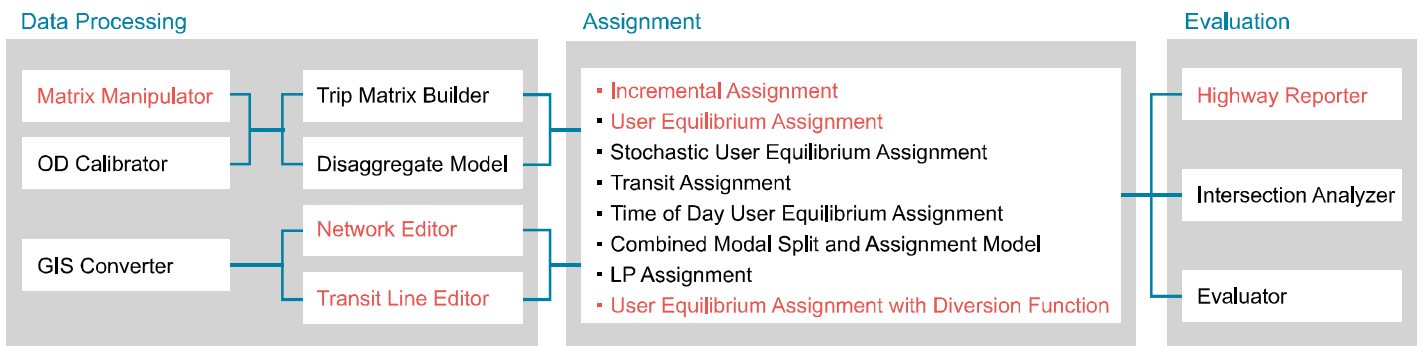 Data Processing
Matrix Manipulator
OD Calibrator
GIS Converter
Trip Matrix Builder
Disaggregate Model
Network Editor
Transit Line Editor
Assignment
▪ Incremental Assignment
▪ User Equilibrium Assignment
▪ Stochastic User Equilibrium Assignment
▪ Transit Assignment
▪ Time of Day User Equilibrium Assignment
▪ Combined Modal Split and Assignment Model
▪ LP Assignment
▪ User Equilibrium Assignment with Diversion Function
Evaluation
Highway Reporter
Intersection Analyzer
Evaluator